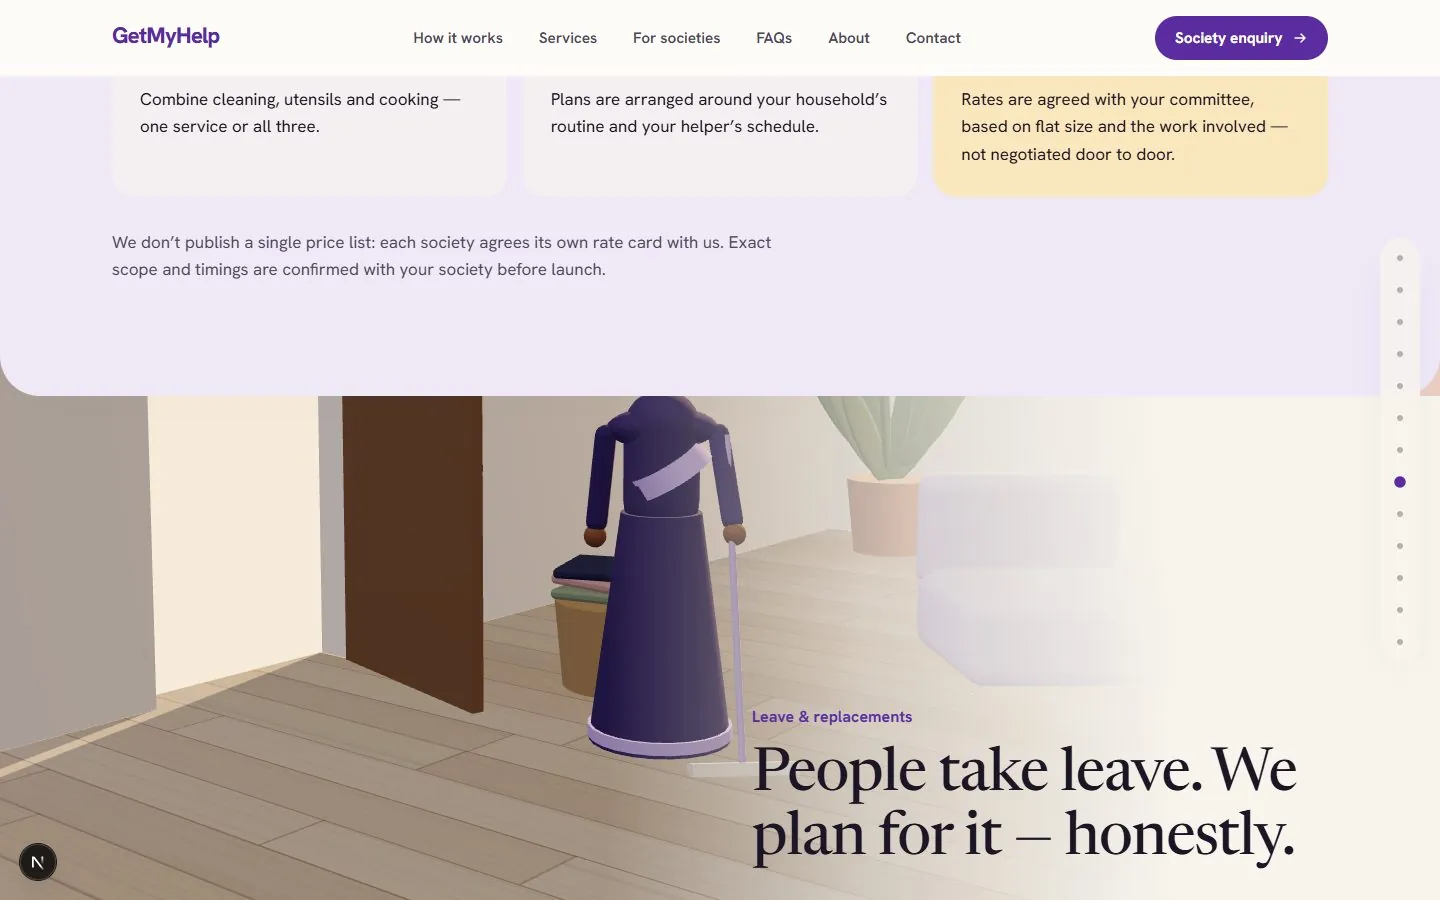 GetMyHelp
How it works
Services
For societies
FAQs
About
Contact
Society enquiry →
Combine cleaning, utensils and cooking —
one service or all three.
Plans are arranged around your household’s
routine and your helper’s schedule.
Rates are agreed with your committee,
based on flat size and the work involved —
not negotiated door to door.
We don’t publish a single price list: each society agrees its own rate card with us. Exact
scope and timings are confirmed with your society before launch.
Leave & replacements
People take leave. We
plan for it — honestly.
N